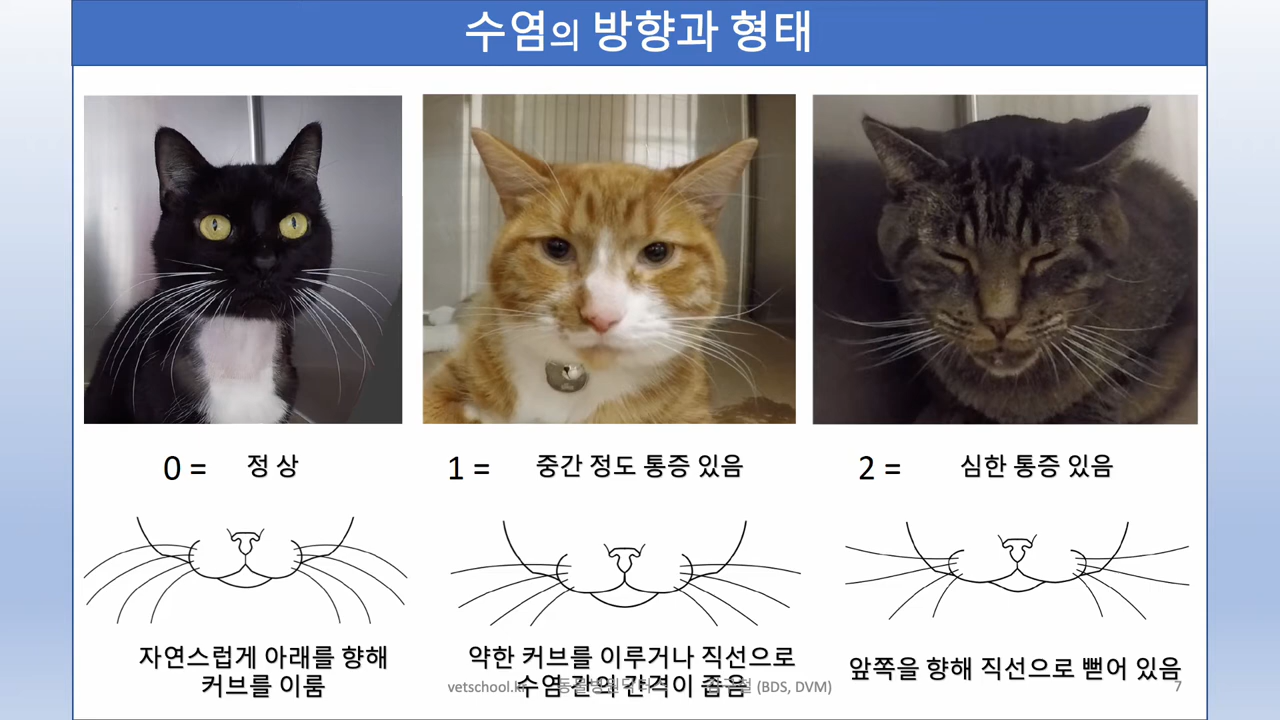 수염의 방향과 형태
0 = 정 상
1 = 중간 정도 통증 있음
2 = 심한 통증 있음
자연스럽게 아래를 향해
커브를 이룸
약한 커브를 이루거나 직선으로
수염 간의 간격이 좁음
앞쪽을 향해 직선으로 뻗어 있음
vetschool.kr (BDS, DVM) 7